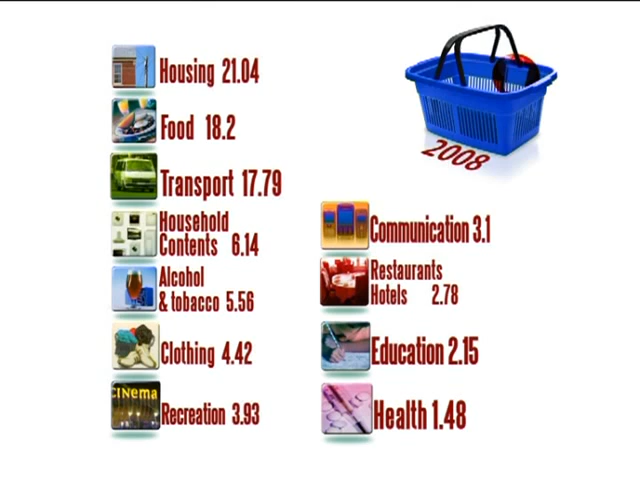 Housing 21.04
Food 18.2
Transport 17.79
Household
Contents 6.14
Alcohol
& tobacco 5.56
Clothing 4.42
CINEMA
Recreation 3.93
2008
Communication 3.1
Restaurants
Hotels 2.78
Education 2.15
Health 1.48